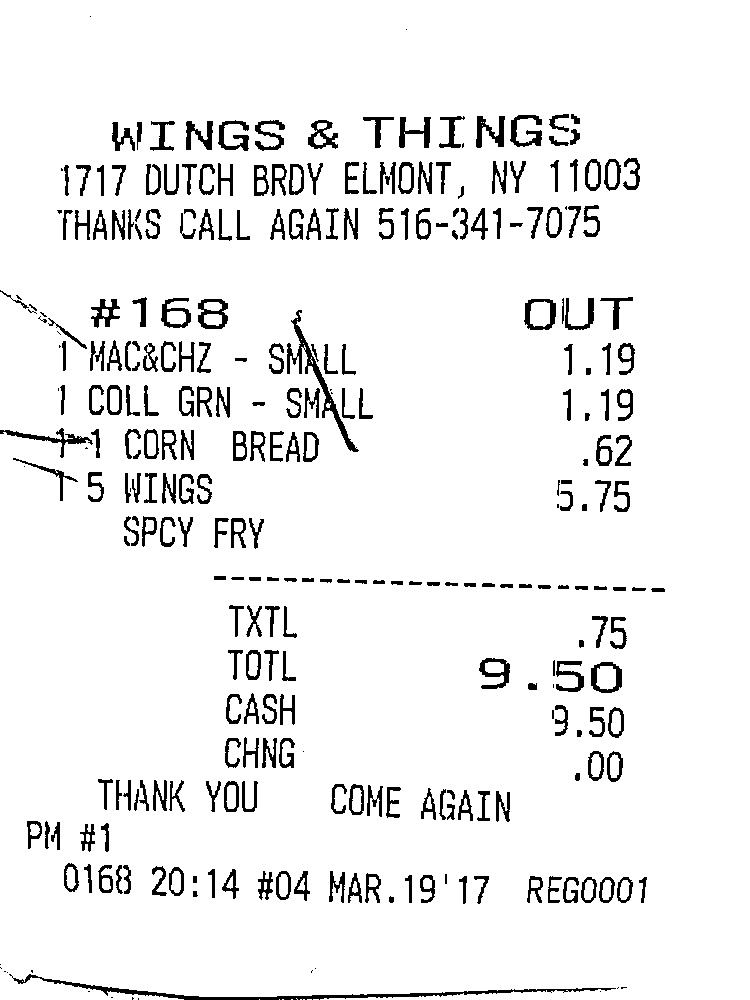 WINGS & THINGS
1717 DUTCH BRDY ELMONT, NY 11003
THANKS CALL AGAIN 516-341-7075
#168 OUT
1 MAC&CHZ - SMALL 1.19
1 COLL GRN - SMALL 1.19
1 1 CORN BREAD .62
1 5 WINGS 5.75
SPCY FRY
--------------------------
TXTL .75
TOTL 9.50
CASH 9.50
CHNG .00
THANK YOU COME AGAIN
PM #1
0168 20:14 #04 MAR.19'17 REG0001